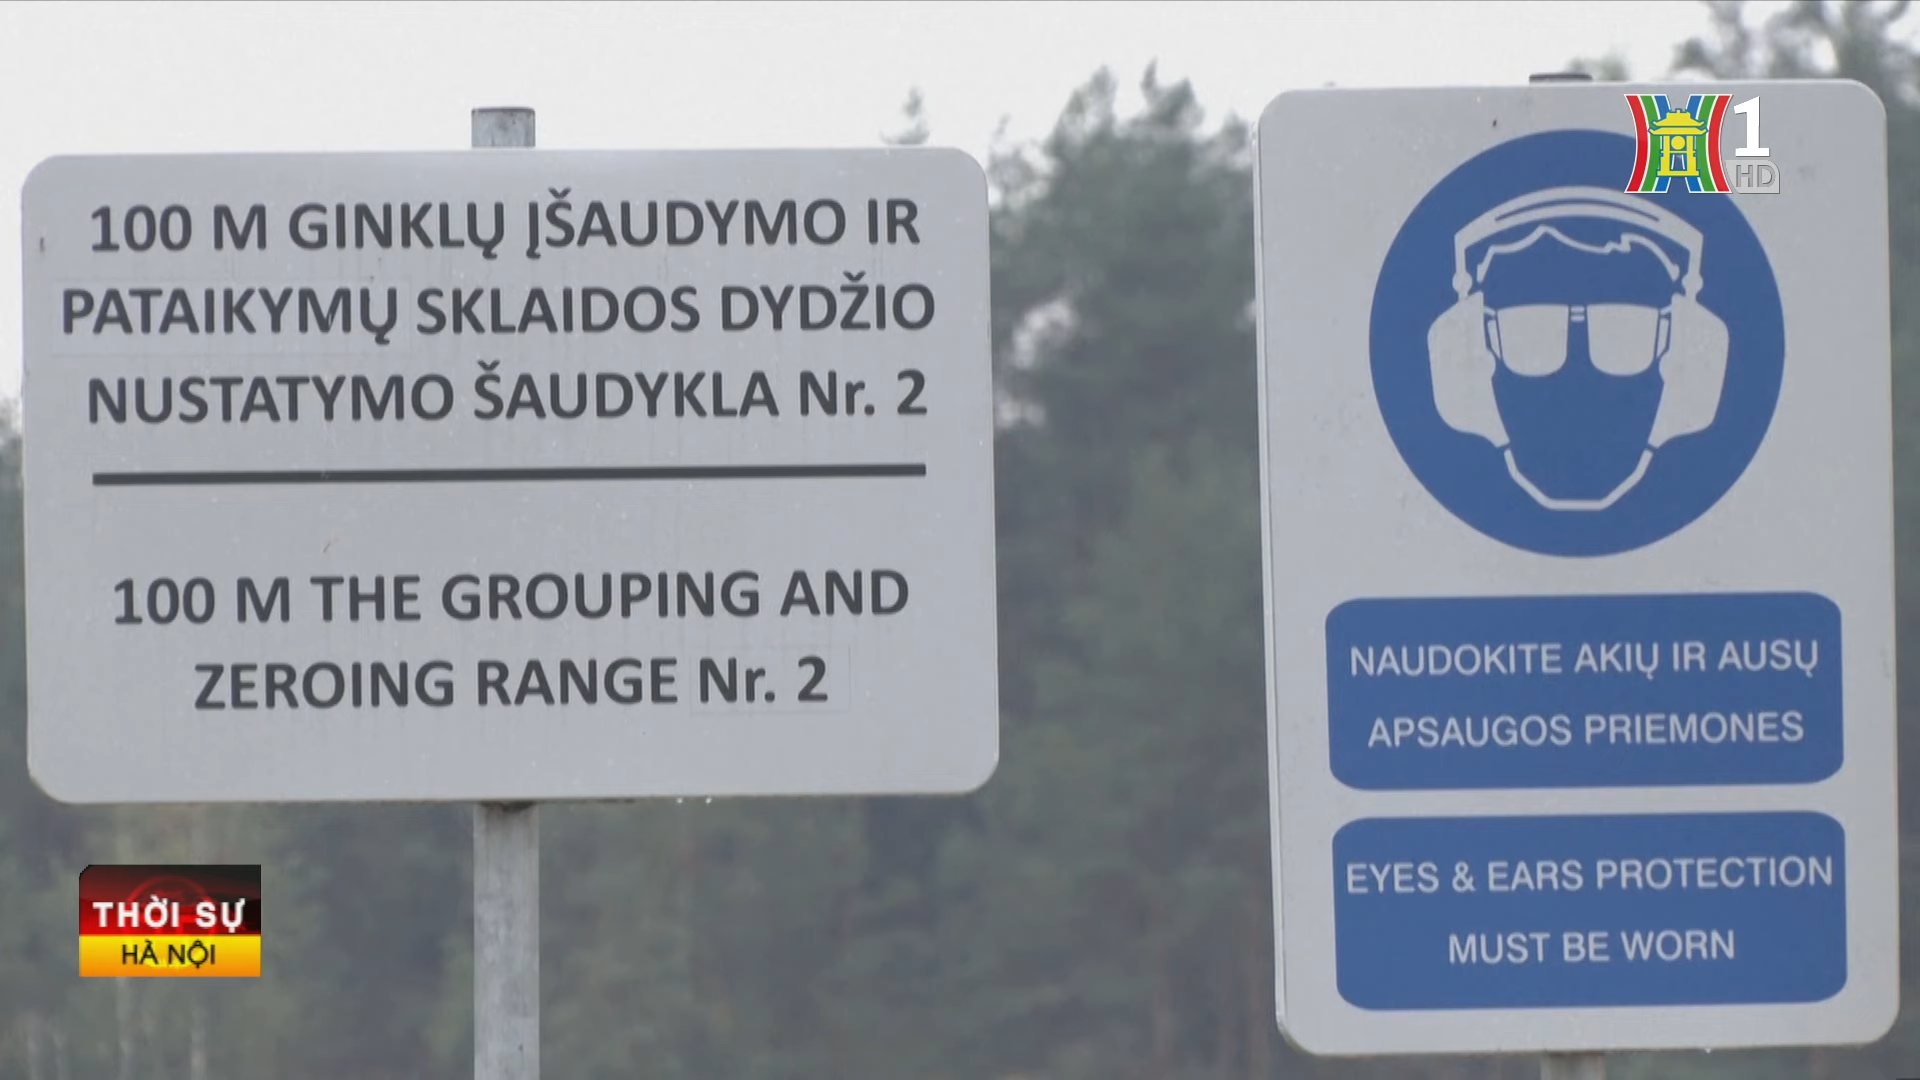 100 M GINKLŲ ĮŠAUDYMO IR
PATAIKYMŲ SKLAIDOS DYDŽIO
NUSTATYMO ŠAUDYKLA Nr. 2
100 M THE GROUPING AND
ZEROING RANGE Nr. 2
1
HD
NAUDOKITE AKIŲ IR AUSŲ
APSAUGOS PRIEMONES
EYES & EARS PROTECTION
MUST BE WORN
THỜI SỰ
HÀ NỘI